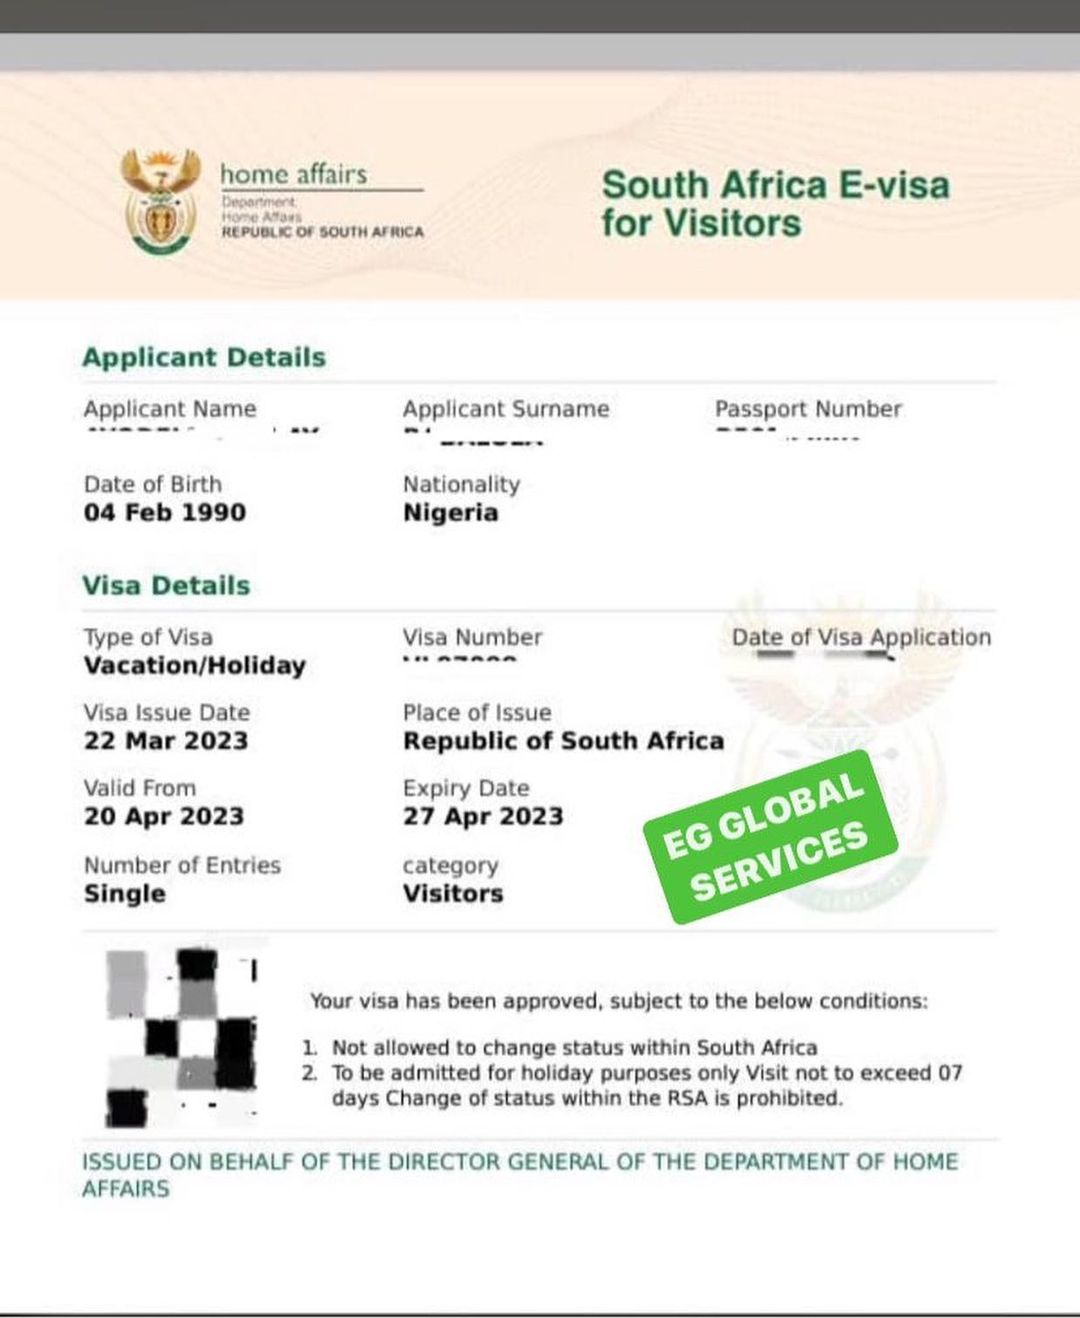 home affairs
Department:
Home Affairs
REPUBLIC OF SOUTH AFRICA
South Africa E-visa
for Visitors
Applicant Details
Applicant Name Applicant Surname Passport Number
Date of Birth Nationality
04 Feb 1990 Nigeria
Visa Details
Type of Visa Visa Number Date of Visa Application
Vacation/Holiday
Visa Issue Date Place of Issue
22 Mar 2023 Republic of South Africa
Valid From Expiry Date
20 Apr 2023 27 Apr 2023
Number of Entries category
Single Visitors
EG GLOBAL
SERVICES
Your visa has been approved, subject to the below conditions:
1. Not allowed to change status within South Africa
2. To be admitted for holiday purposes only Visit not to exceed 07
days Change of status within the RSA is prohibited.
ISSUED ON BEHALF OF THE DIRECTOR GENERAL OF THE DEPARTMENT OF HOME
AFFAIRS